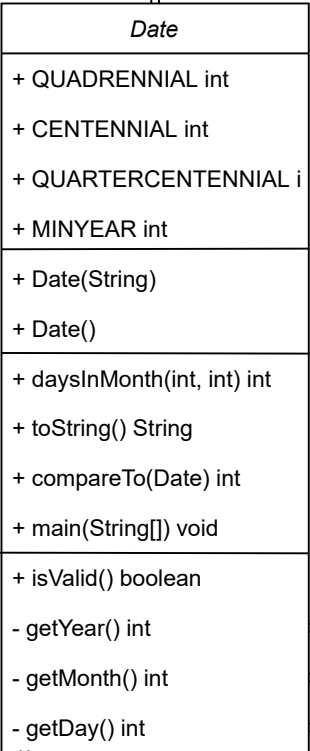 Date
+ QUADRENNIAL int
+ CENTENNIAL int
+ QUARTERCENTENNIAL i
+ MINYEAR int
+ Date(String)
+ Date()
+ daysInMonth(int, int) int
+ toString() String
+ compareTo(Date) int
+ main(String[]) void
+ isValid() boolean
- getYear() int
- getMonth() int
- getDay() int